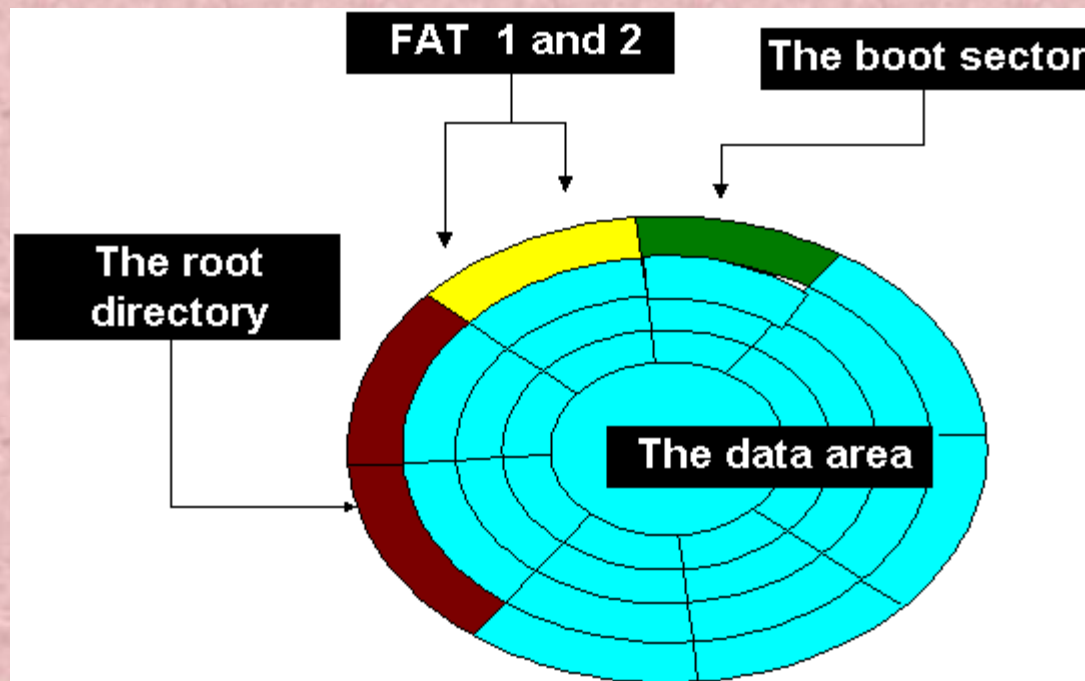 FAT 1 and 2
The boot sector
The root
directory
The data area